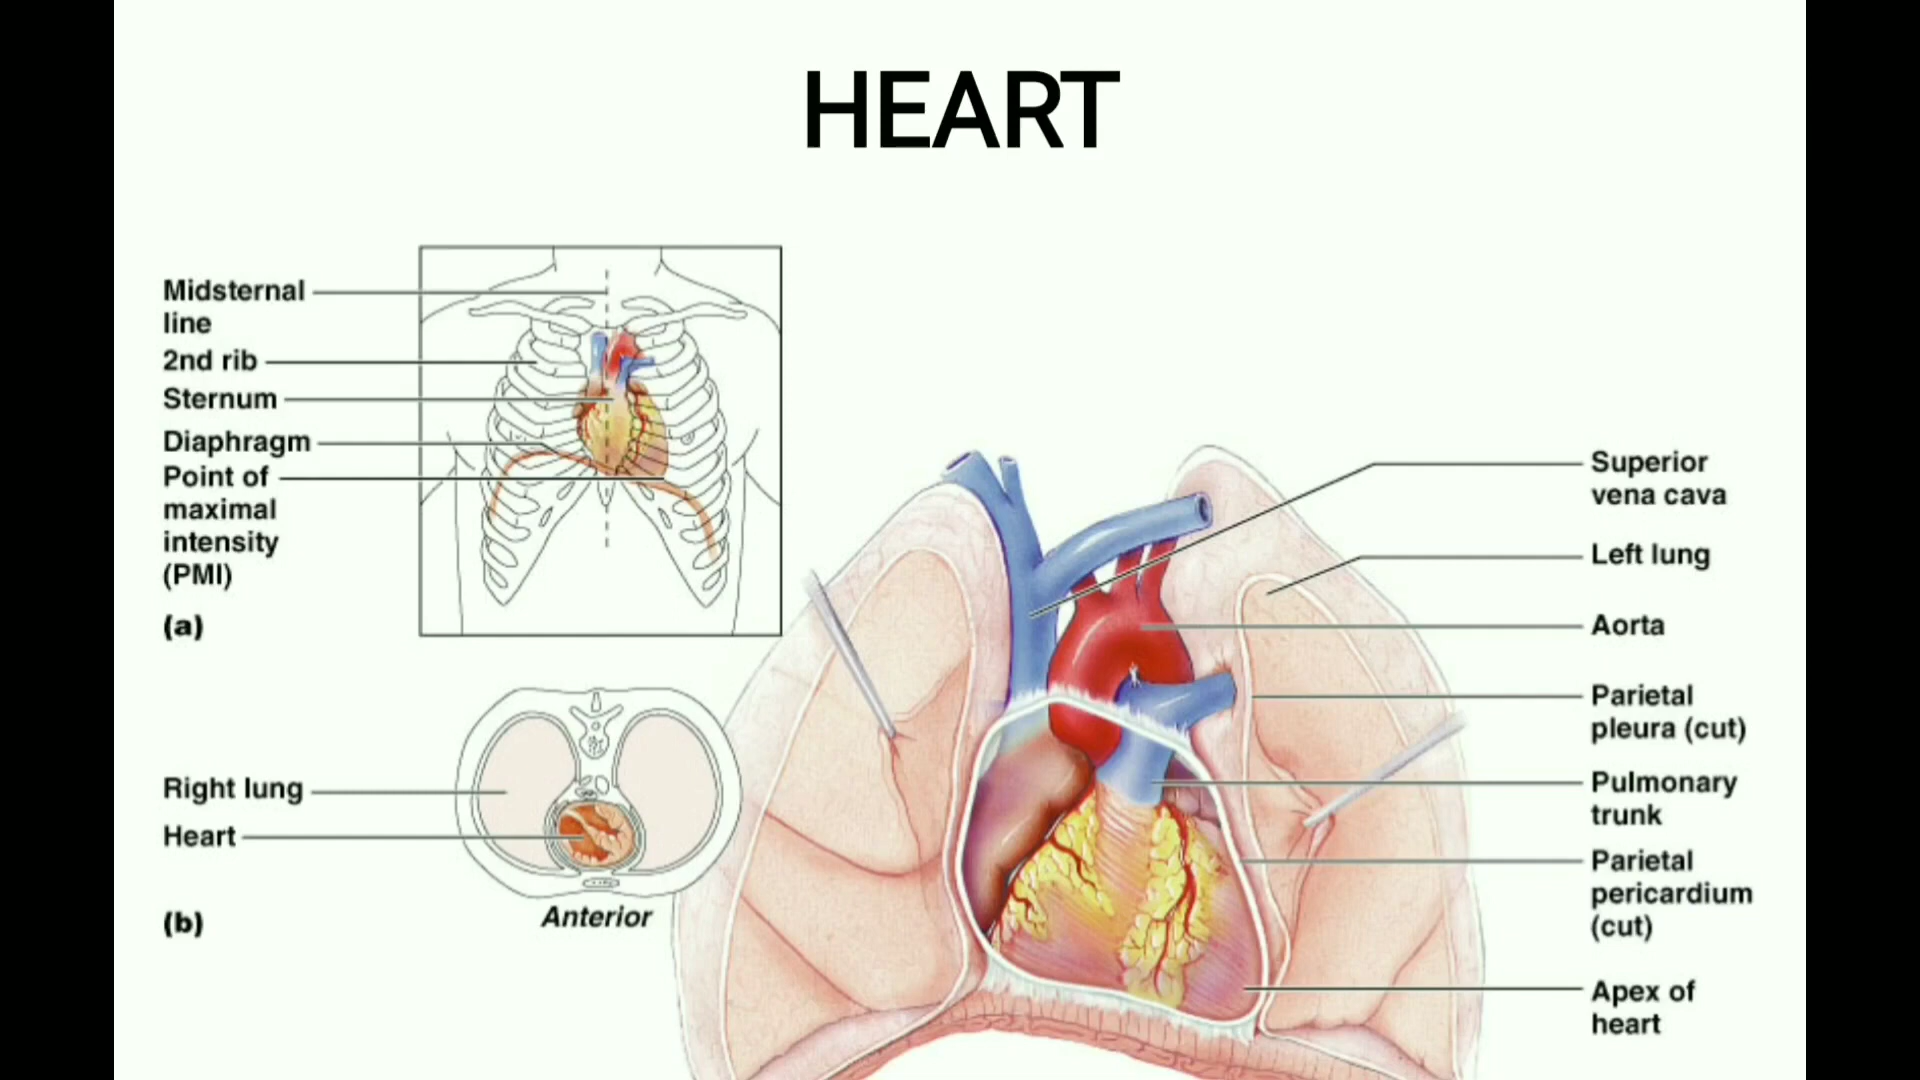 HEART
Midsternal
line
2nd rib
Sternum
Diaphragm
Point of
maximal
intensity
(PMI)
(a)
Right lung
Heart
Anterior
(b)
Superior
vena cava
Left lung
Aorta
Parietal
pleura (cut)
Pulmonary
trunk
Parietal
pericardium
(cut)
Apex of
heart